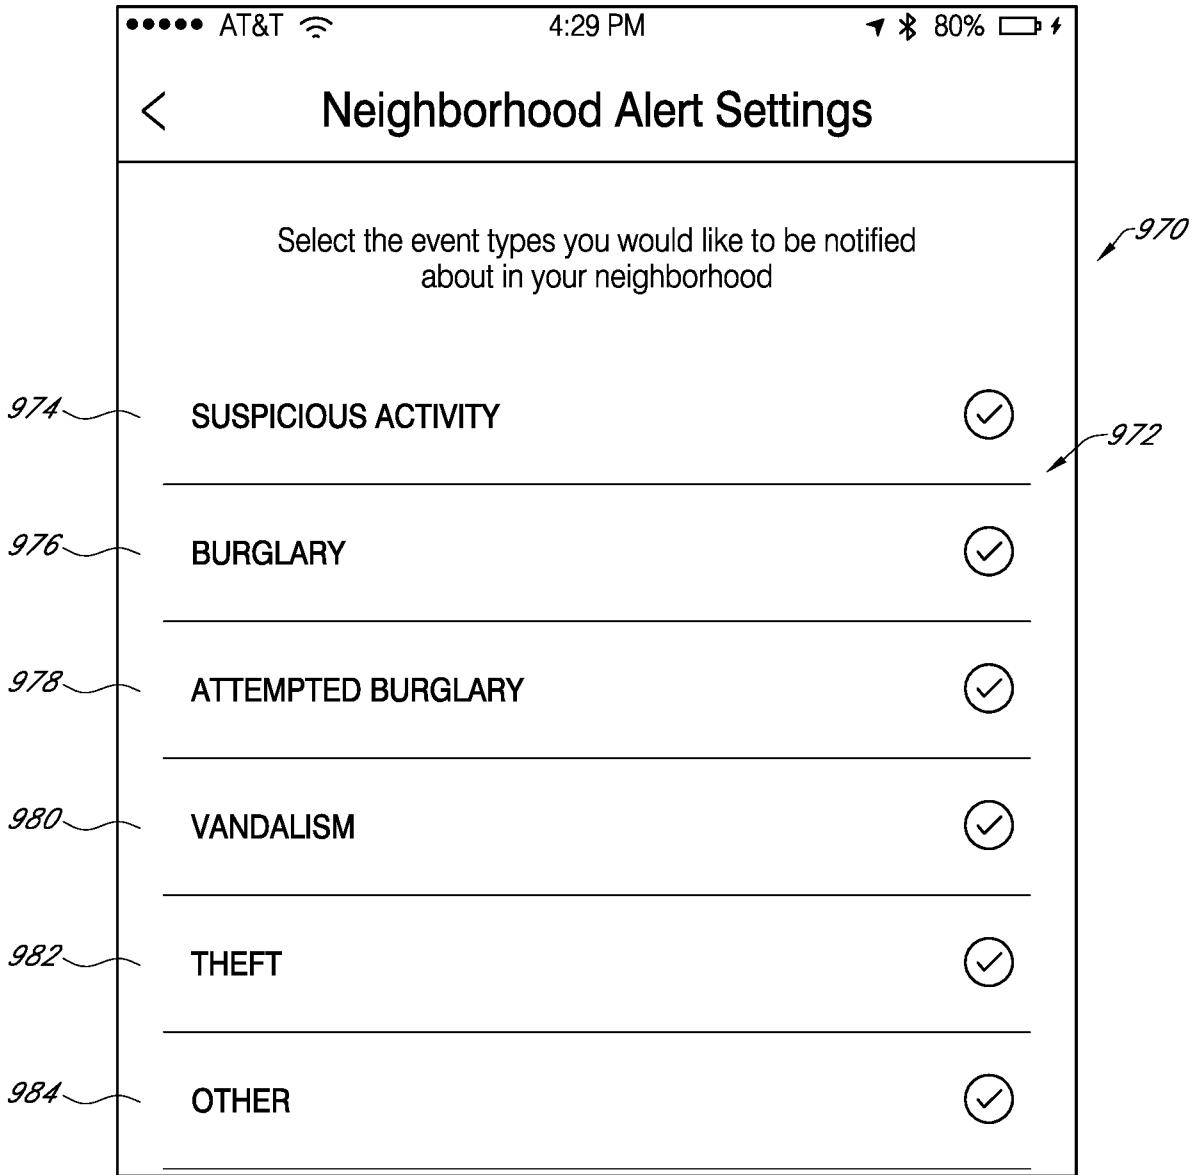 AT&T 4:29 PM 80%
Neighborhood Alert Settings
Select the event types you would like to be notified
about in your neighborhood
970
974 SUSPICIOUS ACTIVITY
972
976 BURGLARY
978 ATTEMPTED BURGLARY
980 VANDALISM
982 THEFT
984 OTHER